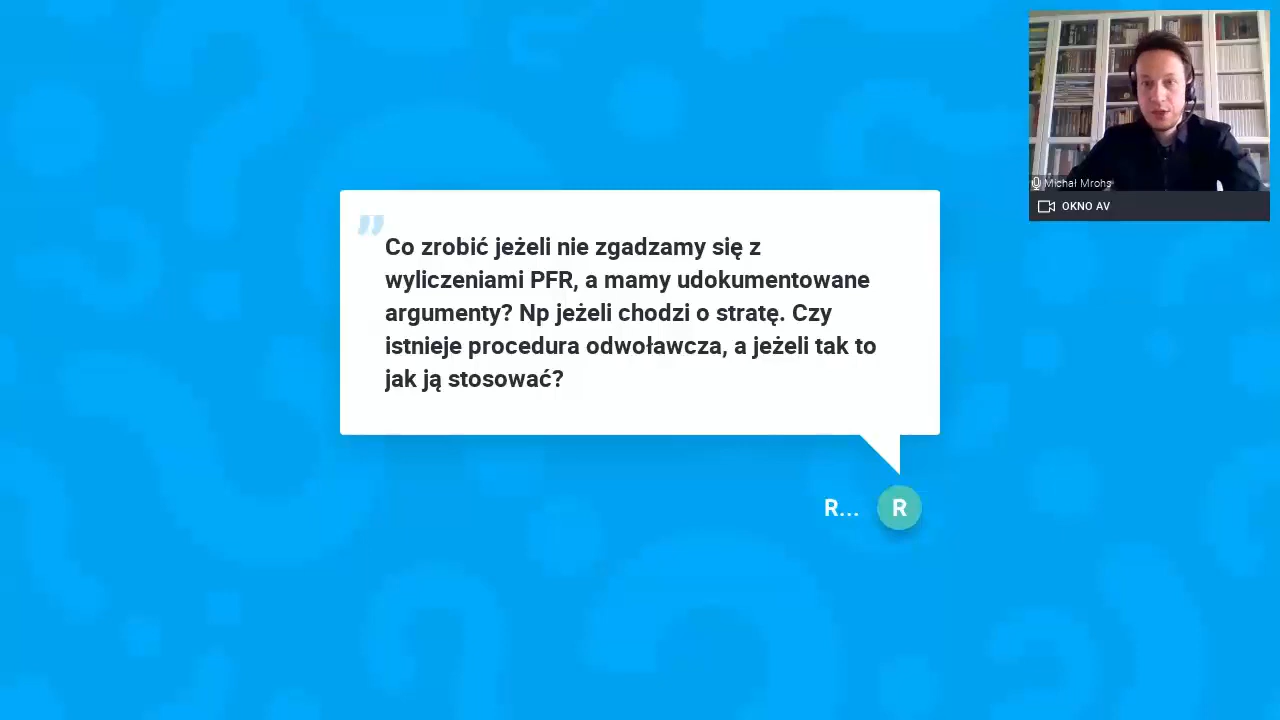 Co zrobić jeżeli nie zgadzamy się z
wyliczeniami PFR, a mamy udokumentowane
argumenty? Np jeżeli chodzi o stratę. Czy
istnieje procedura odwoławcza, a jeżeli tak to
jak ją stosować?
R...
R
Michał Mrohs
OKNO AV